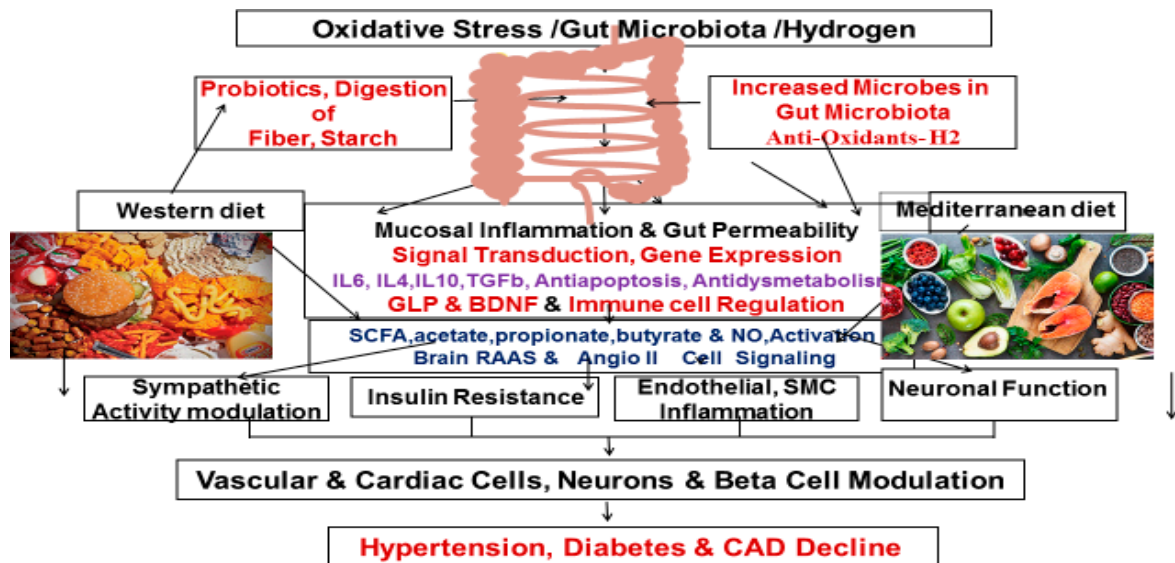 Oxidative Stress /Gut Microbiota /Hydrogen
Probiotics, Digestion
of
Fiber, Starch
Increased Microbes in
Gut Microbiota
Anti-Oxidants- H2
Western diet
Mediterranean diet
Mucosal Inflammation & Gut Permeability
Signal Transduction, Gene Expression
IL6, IL4,IL10,TGFb, Antiapoptosis, Antidysmetabolism
GLP & BDNF & Immune cell Regulation
SCFA,acetate,propionate,butyrate & NO,Activation
Brain RAAS & Angio II Cell Signaling
Sympathetic
Activity modulation
Insulin Resistance
Endothelial, SMC
Inflammation
Neuronal Function
Vascular & Cardiac Cells, Neurons & Beta Cell Modulation
Hypertension, Diabetes & CAD Decline